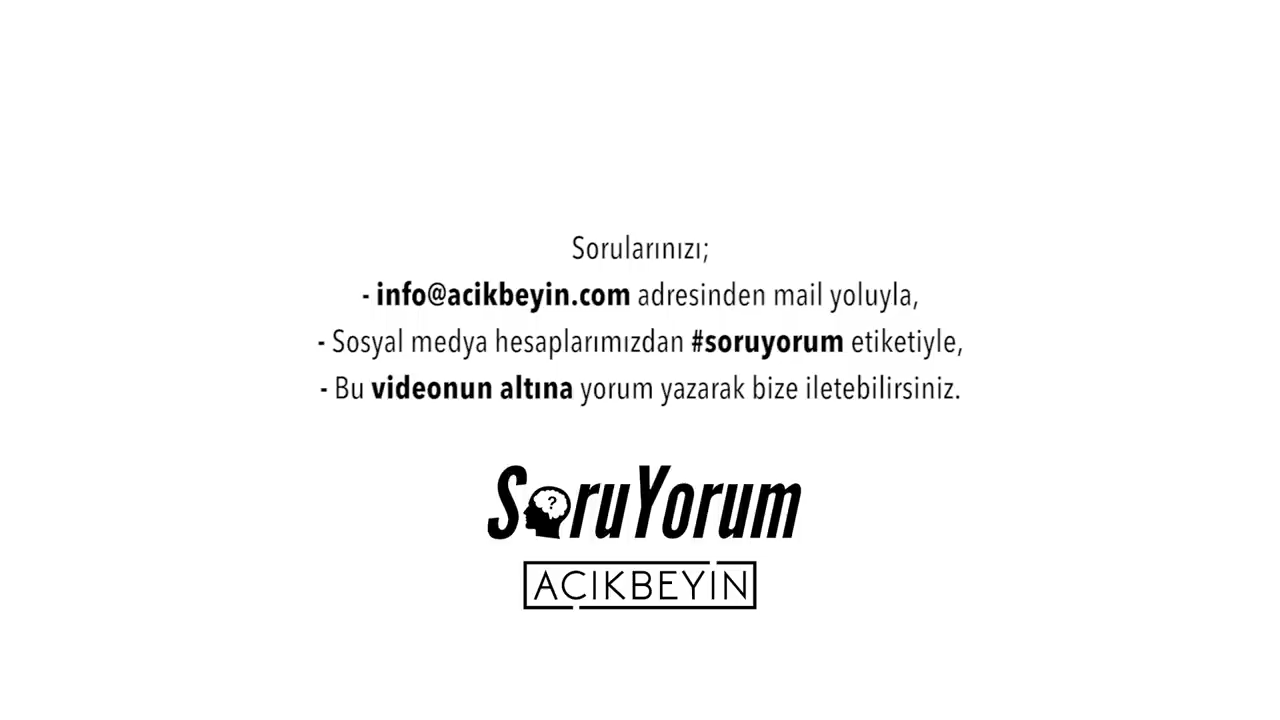 Sorularınızı;
- info@acikbeyin.com adresinden mail yoluyla,
- Sosyal medya hesaplarımızdan #soruyorum etiketiyle,
- Bu videonun altına yorum yazarak bize iletebilirsiniz.
SoruYorum
AÇIKBEYİN